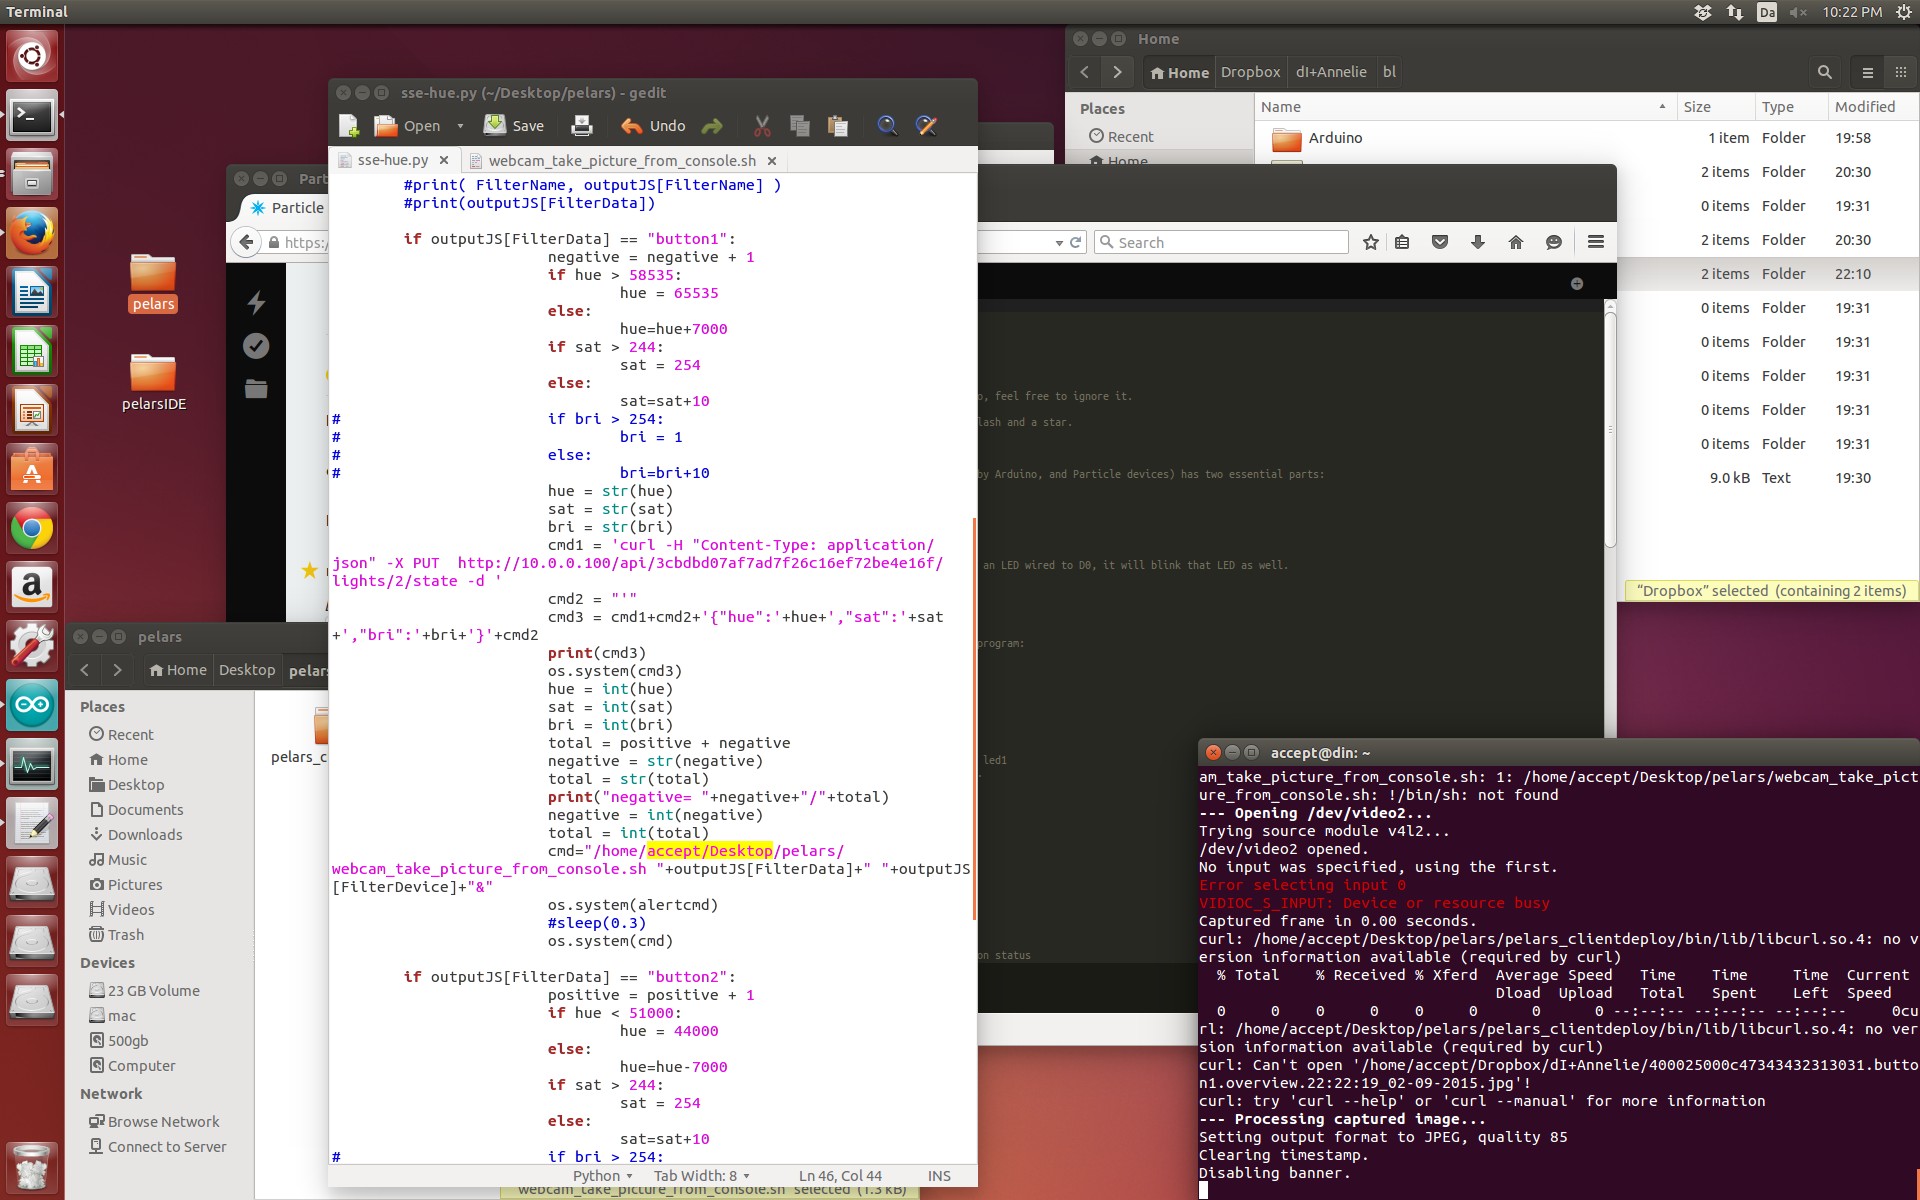 Terminal
Da
10:22 PM
pelars
pelarsIDE
sse-hue.py (~/Desktop/pelars) - gedit
Open
Save
Undo
sse-hue.py
webcam_take_picture_from_console.sh
#print( FilterName, outputJS[FilterName] )
#print(outputJS[FilterData])
if outputJS[FilterData] == "button1":
negative = negative + 1
if hue > 58535:
hue = 65535
else:
hue=hue+7000
if sat > 244:
sat = 254
else:
sat=sat+10
# if bri > 254:
# bri = 1
# else:
# bri=bri+10
hue = str(hue)
sat = str(sat)
bri = str(bri)
cmd1 = 'curl -H "Content-Type: application/
json" -X PUT  http://10.0.0.100/api/3cbdbd07af7ad7f26c16ef72be4e16f/
lights/2/state -d '
cmd2 = "'"
cmd3 = cmd1+cmd2+'{"hue":'+hue+',"sat":'+sat
+',"bri":'+bri+'}'+cmd2
print(cmd3)
os.system(cmd3)
hue = int(hue)
sat = int(sat)
bri = int(bri)
total = positive + negative
negative = str(negative)
total = str(total)
print("negative= "+negative+"/"+total)
negative = int(negative)
total = int(total)
cmd="/home/accept/Desktop/pelars/
webcam_take_picture_from_console.sh "+outputJS[FilterData]+" "+outputJS
[FilterDevice]+"&"
os.system(alertcmd)
#sleep(0.3)
os.system(cmd)
if outputJS[FilterData] == "button2":
positive = positive + 1
if hue < 51000:
hue = 44000
else:
hue=hue-7000
if sat > 244:
sat = 254
else:
sat=sat+10
# if bri > 254:
Python
Tab Width: 8
Ln 46, Col 44
INS
webcam_take_picture_from_console.sh" selected (1.3 kB)
Home
Home
Dropbox
dI+Annelie
bl
Places
Recent
Home
Name Size Type Modified
Arduino 1 item Folder 19:58
2 items Folder 20:30
0 items Folder 19:31
2 items Folder 20:30
2 items Folder 22:10
0 items Folder 19:31
0 items Folder 19:31
0 items Folder 19:31
0 items Folder 19:31
0 items Folder 19:31
9.0 kB Text 19:30
"Dropbox" selected (containing 2 items)
Particle
https:/
Search
o, feel free to ignore it.
lash and a star.
by Arduino, and Particle devices) has two essential parts:
an LED wired to D0, it will blink that LED as well.
program:
led1
on status
pelars
Home
Desktop
pelars
Places
Recent
Home
Desktop
Documents
Downloads
Music
Pictures
Videos
Trash
Devices
23 GB Volume
mac
500gb
Computer
Network
Browse Network
Connect to Server
pelars_c
accept@din: ~
am_take_picture_from_console.sh: 1: /home/accept/Desktop/pelars/webcam_take_pict
ure_from_console.sh: !/bin/sh: not found
--- Opening /dev/video2...
Trying source module v4l2...
/dev/video2 opened.
No input was specified, using the first.
Error selecting input 0
VIDIOC_S_INPUT: Device or resource busy
Captured frame in 0.00 seconds.
curl: /home/accept/Desktop/pelars/pelars_clientdeploy/bin/lib/libcurl.so.4: no v
ersion information available (required by curl)
% Total % Received % Xferd Average Speed Time Time Time Current
Dload Upload Total Spent Left Speed
0 0 0 0 0 0 0 0 --:--:-- --:--:-- --:--:-- 0cu
rl: /home/accept/Desktop/pelars/pelars_clientdeploy/bin/lib/libcurl.so.4: no ver
sion information available (required by curl)
curl: Can't open '/home/accept/Dropbox/dI+Annelie/400025000c47343432313031.butto
n1.overview.22:22:19_02-09-2015.jpg'!
curl: try 'curl --help' or 'curl --manual' for more information
--- Processing captured image...
Setting output format to JPEG, quality 85
Clearing timestamp.
Disabling banner.